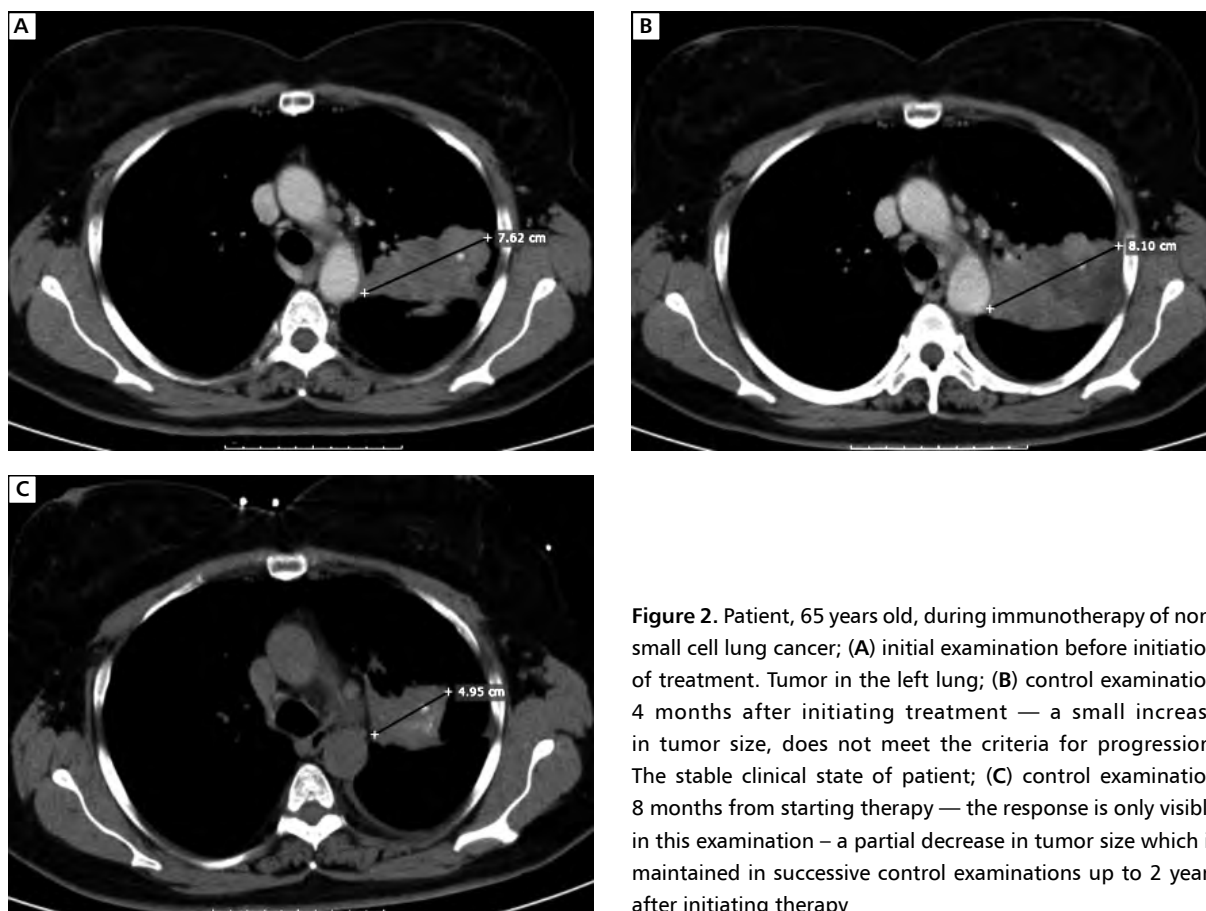 A
7.62 cm
B
8.10 cm
C
4.95 cm
Figure 2. Patient, 65 years old, during immunotherapy of non
small cell lung cancer; (A) initial examination before initiatio
of treatment. Tumor in the left lung; (B) control examinatio
4 months after initiating treatment — a small increas
in tumor size, does not meet the criteria for progression
The stable clinical state of patient; (C) control examinatio
8 months from starting therapy — the response is only visibl
in this examination – a partial decrease in tumor size which i
maintained in successive control examinations up to 2 year
after initiating therapy